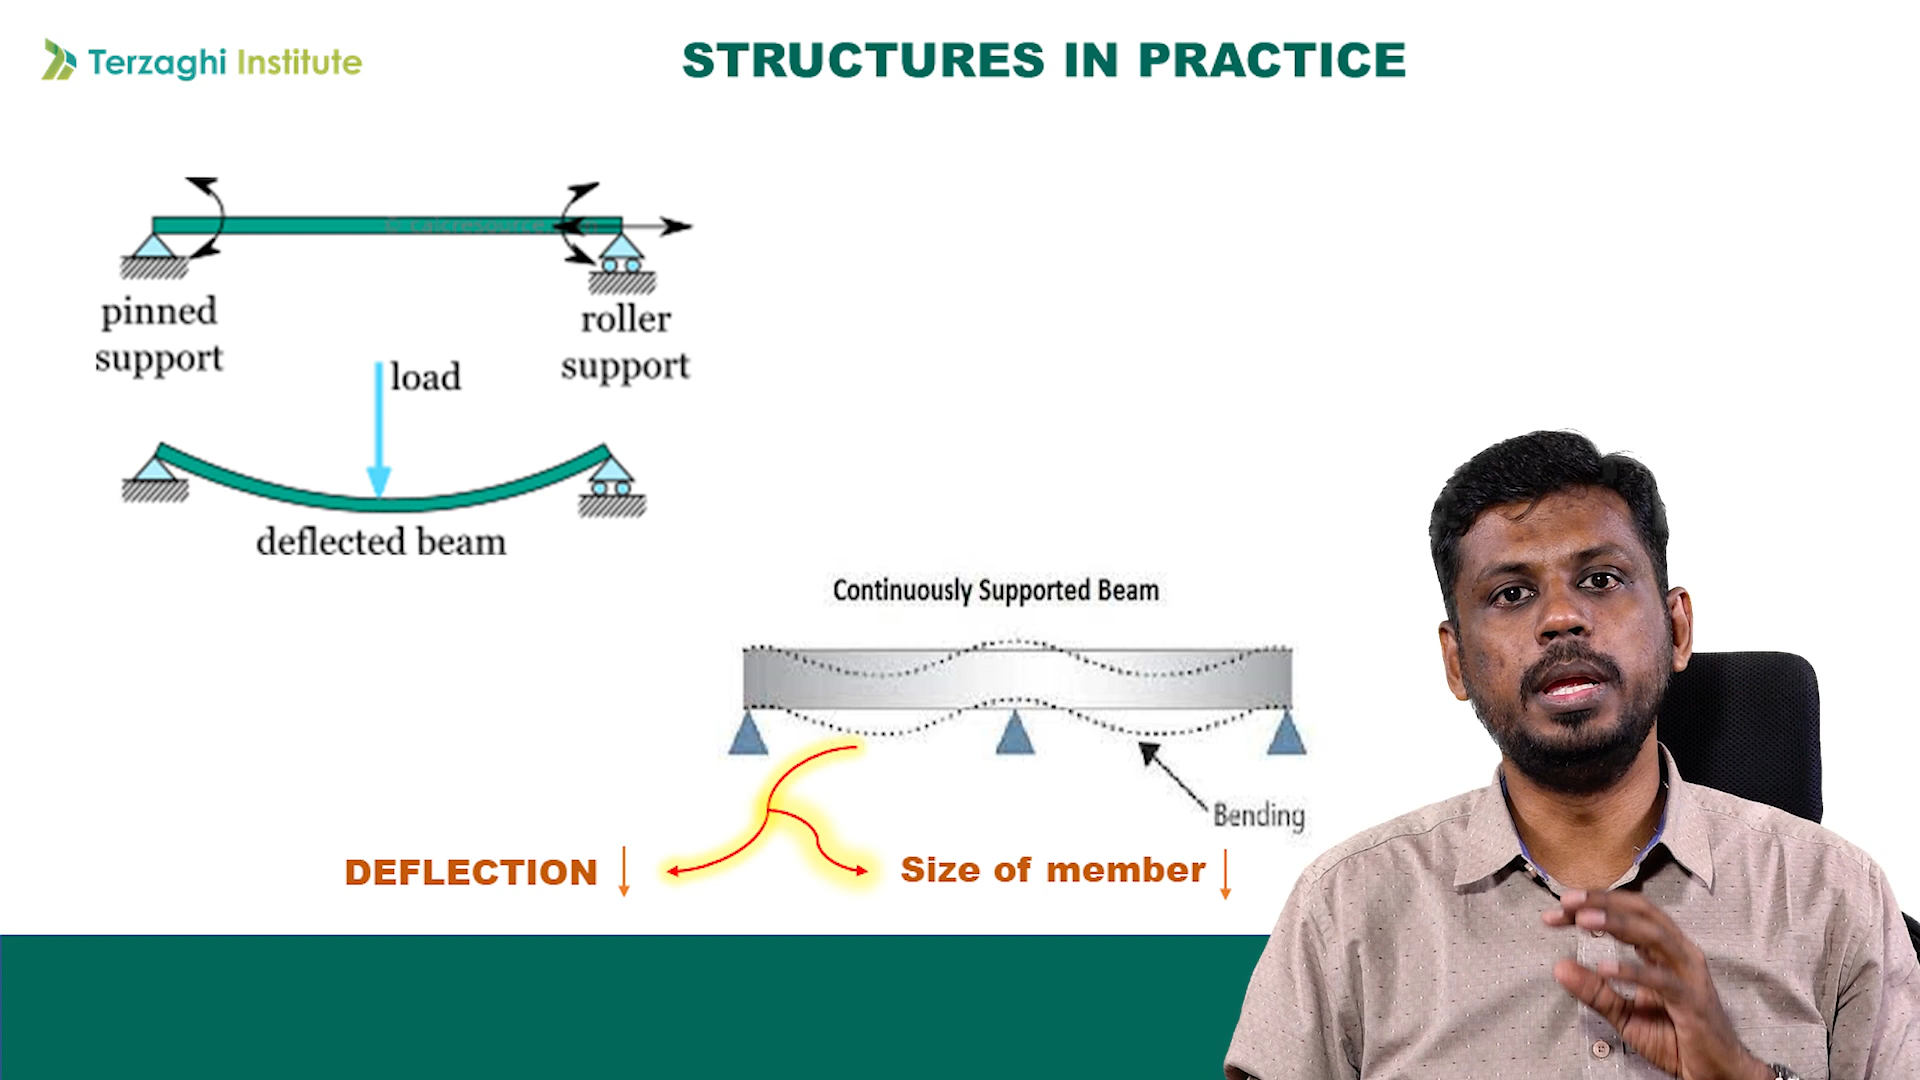 Terzaghi Institute
STRUCTURES IN PRACTICE
pinned
support
roller
support
load
deflected beam
Continuously Supported Beam
Bending
DEFLECTION
Size of member